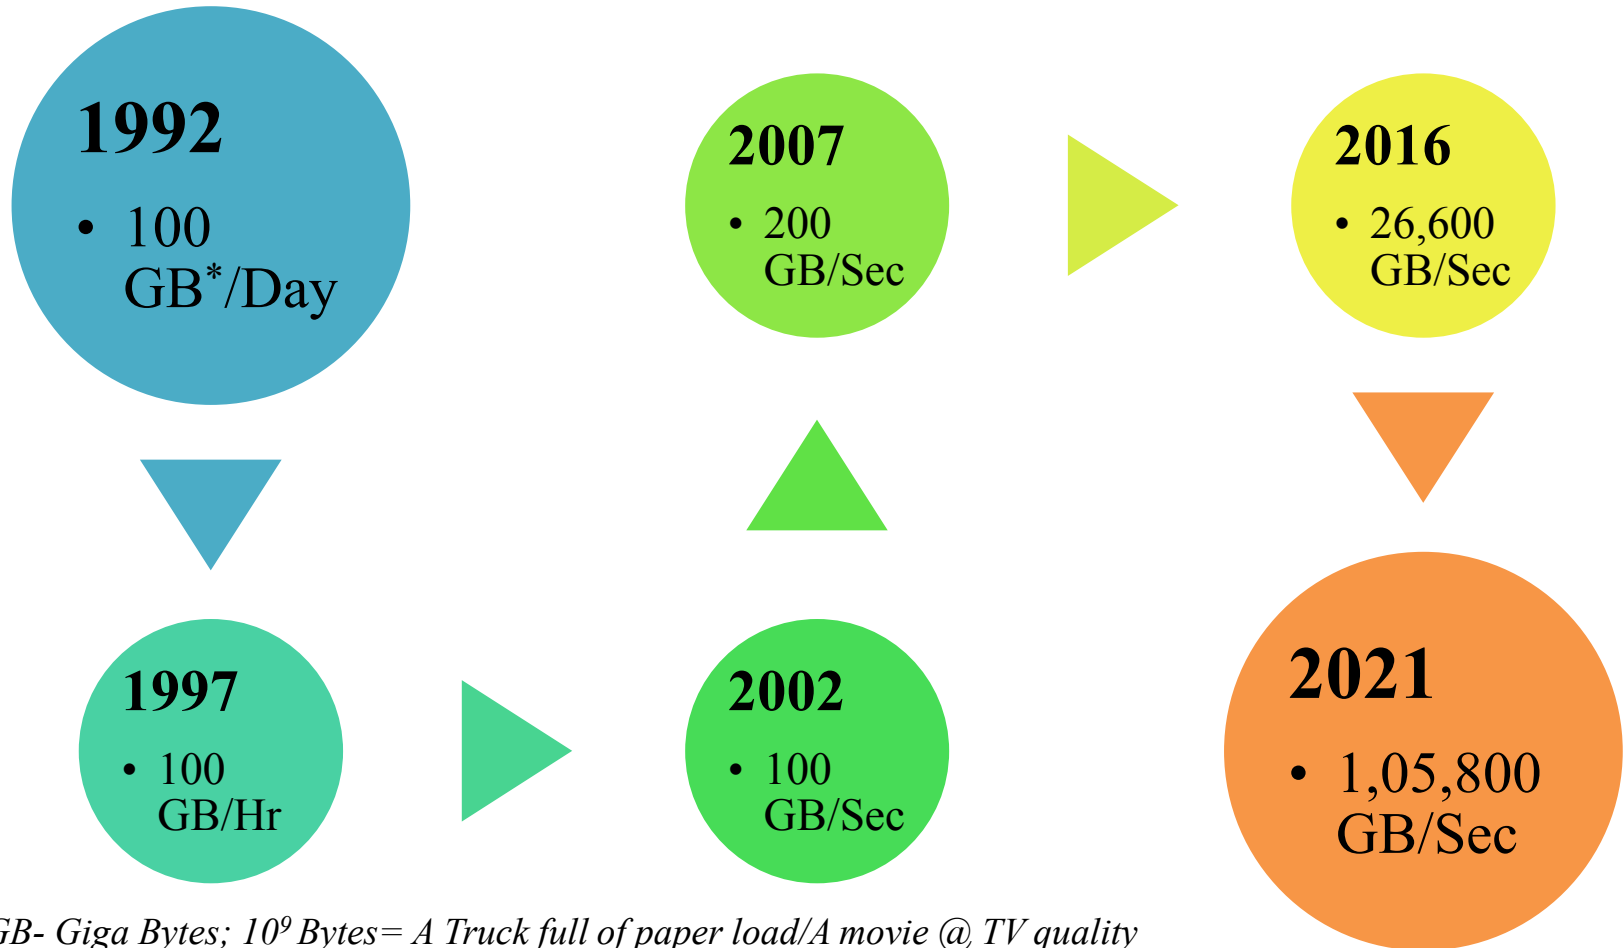 1992
• 100
GB*/Day
1997
• 100
GB/Hr
2002
• 100
GB/Sec
2007
• 200
GB/Sec
2016
• 26,600
GB/Sec
2021
• 1,05,800
GB/Sec
GB- Giga Bytes; 10⁹ Bytes= A Truck full of paper load/A movie @ TV quality